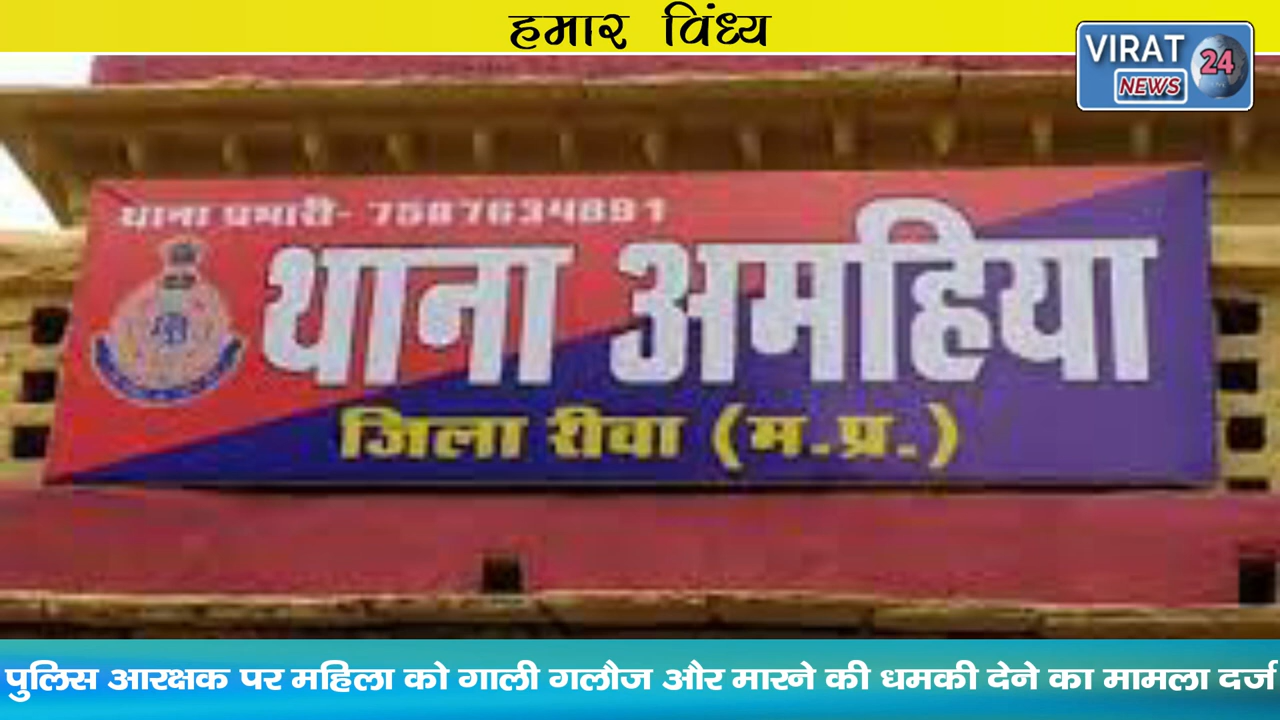 हमार विंध्य
VIRAT
24
NEWS
थाना प्रभारी- 7587634891
थाना अमहिया
जिला रीवा (म.प्र.)
पुलिस आरक्षक पर महिला को गाली गलौज और मारने की धमकी देने का मामला दर्ज